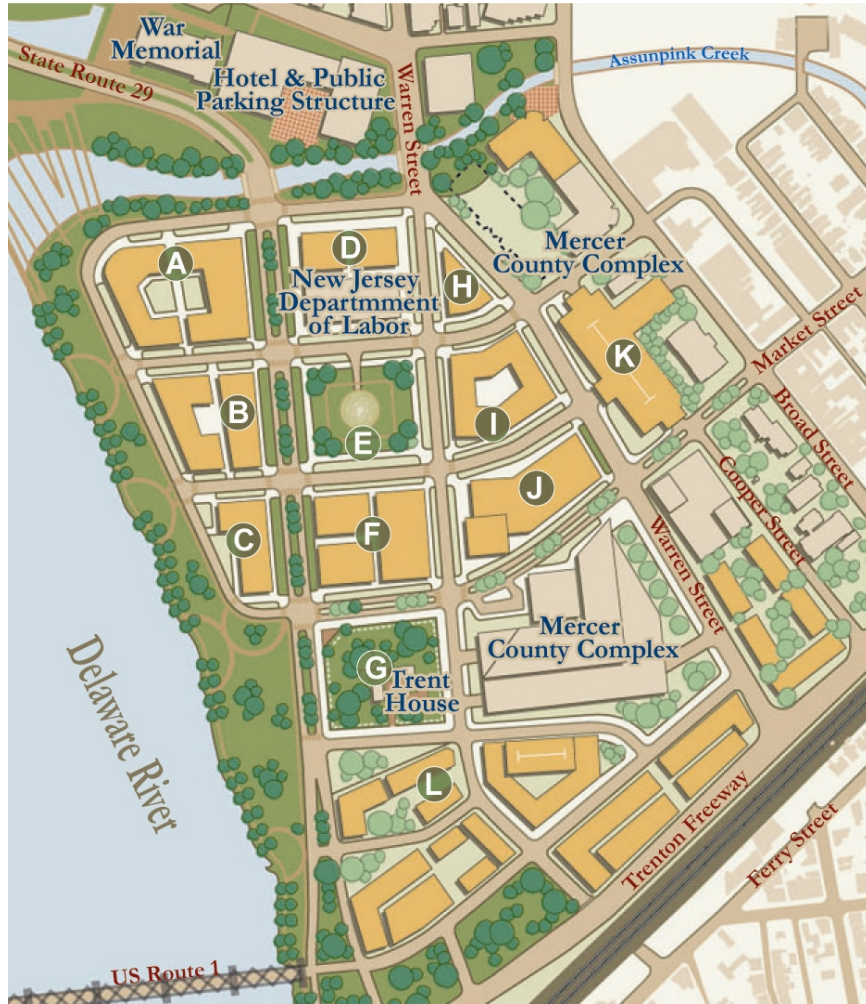 War
Memorial
State Route 29
Hotel & Public
Parking Structure
Warren Street
Assunpink Creek
A
D
New Jersey
Departmnment
of Labor
H
Mercer
County Complex
K
Market Street
B
E
I
Broad Street
C
F
J
Cooper Street
Warren Street
Delaware River
G
Trent
House
Mercer
County Complex
L
Trenton Freeway
Ferry Street
US Route 1